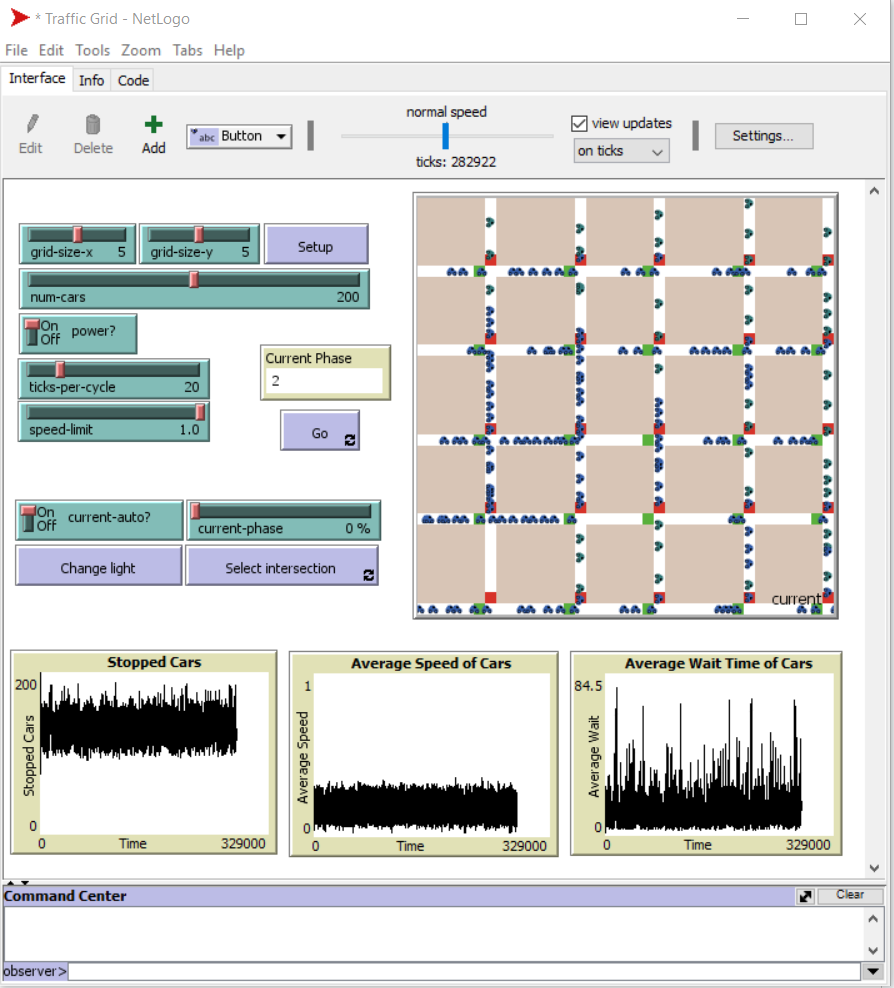 * Traffic Grid - NetLogo
File Edit Tools Zoom Tabs Help
Interface Info Code
normal speed
view updates
Edit Delete Add abc Button on ticks Settings...
ticks: 282922
grid-size-x 5 grid-size-y 5 Setup
num-cars 200
On
Off power?
Current Phase
2
ticks-per-cycle 20
speed-limit 1.0
Go
On
Off current-auto? current-phase 0 %
Change light Select intersection
current
Stopped Cars
200
Stopped Cars
0
0 Time 329000
Average Speed of Cars
1
Average Speed
0
0 Time 329000
Average Wait Time of Cars
84.5
Average Wait
0
0 Time 329000
Command Center Clear
observer>